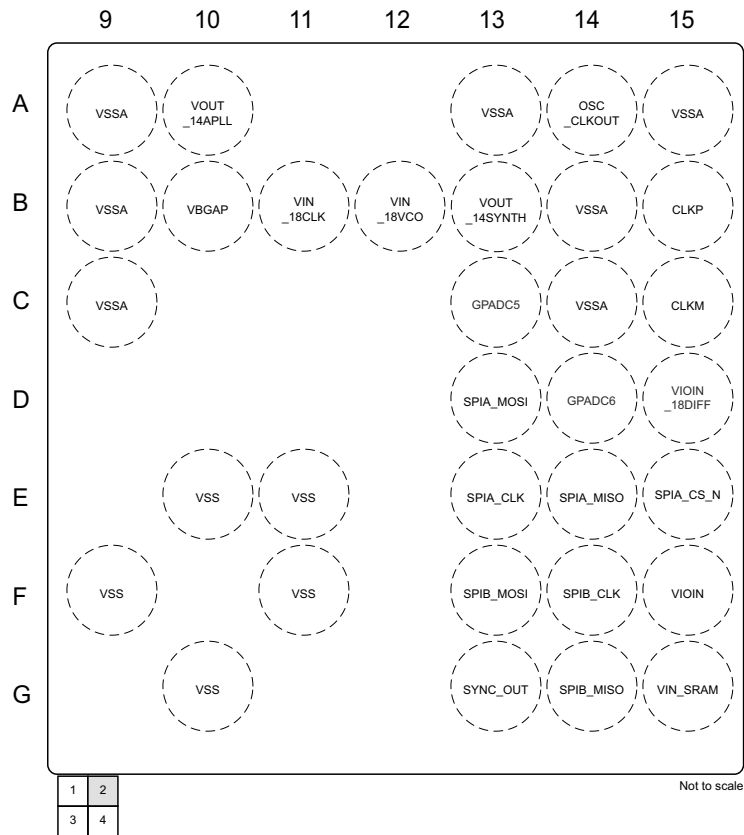 9 10 11 12 13 14 15
A
VSSA
VOUT
_14APLL
VSSA
OSC
_CLKOUT
VSSA
B
VSSA
VBGAP
VIN
_18CLK
VIN
_18VCO
VOUT
_14SYNTH
VSSA
CLKP
C
VSSA
GPADC5
VSSA
CLKM
D
SPIA_MOSI
GPADC6
VIOIN
_18DIFF
E
VSS
VSS
SPIA_CLK
SPIA_MISO
SPIA_CS_N
F
VSS
VSS
SPIB_MOSI
SPIB_CLK
VIOIN
G
VSS
SYNC_OUT
SPIB_MISO
VIN_SRAM
Not to scale
1 2
3 4